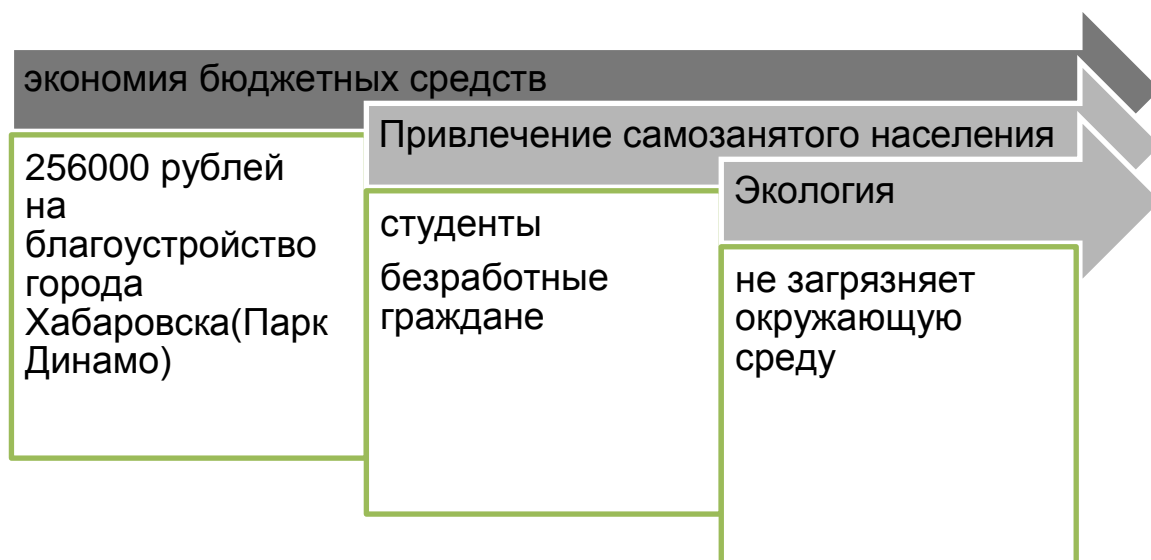 экономия бюджетных средств
256000 рублей
на
благоустройство
города
Хабаровска(Парк
Динамо)
Привлечение самозанятого населения
студенты
безработные
граждане
Экология
не загрязняет
окружающую
среду